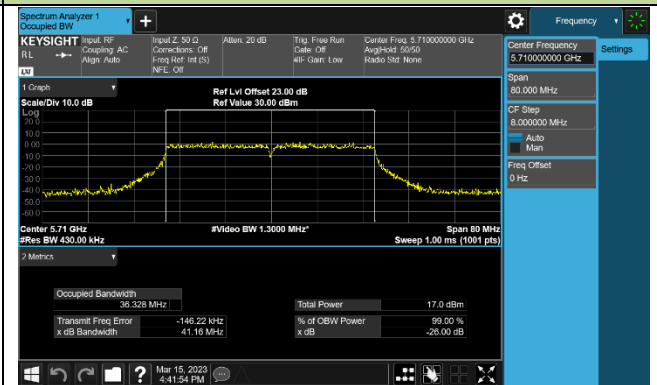 Spectrum Analyzer 1
Occupied BW
Frequency
KEYSIGHT
RL
LXI
Input: RF
Coupling: AC
Align: Auto
Input Z: 50 Ω
Corrections: Off
Freq Ref: Int (S)
NFE: Off
Atten: 20 dB
Trig: Free Run
Gate: Off
#IF Gain: Low
Center Freq: 5.710000000 GHz
Avg|Hold: 50/50
Radio Std: None
Center Frequency
5.710000000 GHz
Settings
Span
80.000 MHz
CF Step
8.000000 MHz
Auto
Man
Freq Offset
0 Hz
1 Graph
Scale/Div 10.0 dB
Ref Lvl Offset 23.00 dB
Ref Value 30.00 dBm
Log
20.0
10.0
0.00
-10.0
-20.0
-30.0
-40.0
-50.0
-60.0
Center 5.71 GHz
#Res BW 430.00 kHz
#Video BW 1.3000 MHz*
Span 80 MHz
Sweep 1.00 ms (1001 pts)
2 Metrics
Occupied Bandwidth
36.328 MHz
Total Power 17.0 dBm
Transmit Freq Error -146.22 kHz
% of OBW Power 99.00 %
x dB Bandwidth 41.16 MHz
x dB -26.00 dB
?
Mar 15, 2023
4:41:54 PM